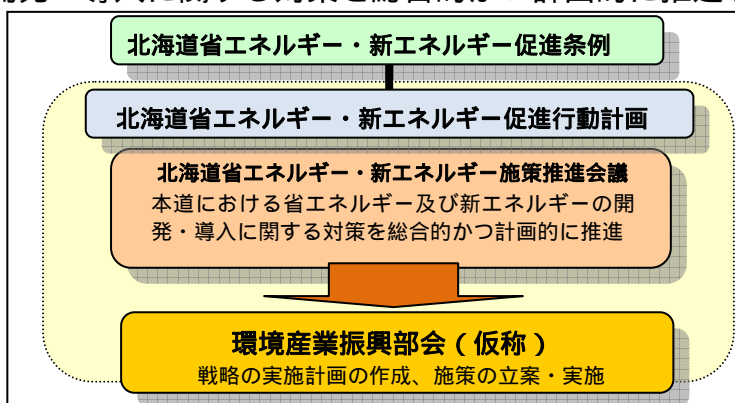 北海道省エネルギー・新エネルギー促進条例
北海道省エネルギー・新エネルギー促進行動計画
北海道省エネルギー・新エネルギー施策推進会議
本道における省エネルギー及び新エネルギーの開
発・導入に関する対策を総合的かつ計画的に推進
環境産業振興部会（仮称）
戦略の実施計画の作成、施策の立案・実施